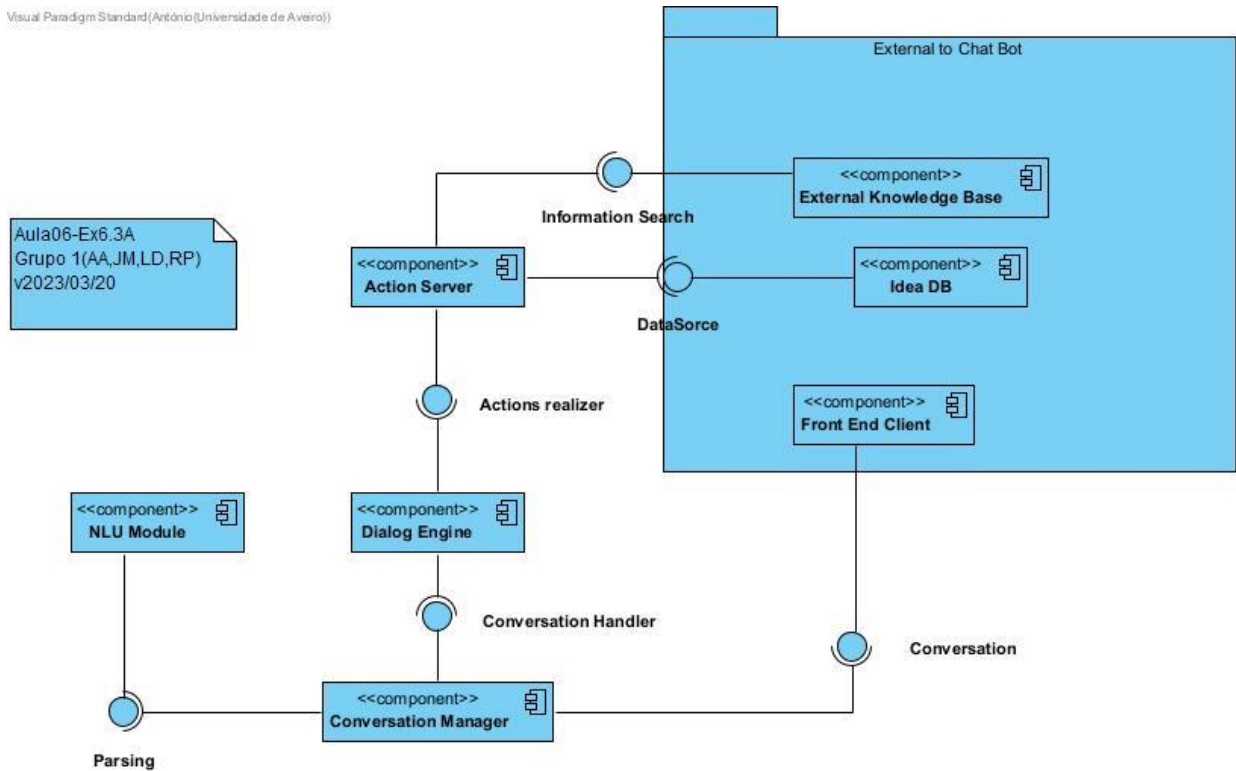 Visual Paradigm Standard(António(Universidade de Aveiro))
External to Chat Bot
<<component>>
External Knowledge Base
Information Search
Aula06-Ex6.3A
Grupo 1(AA,JM,LD,RP)
v2023/03/20
<<component>>
Action Server
<<component>>
Idea DB
DataSorce
Actions realizer
<<component>>
Front End Client
<<component>>
NLU Module
<<component>>
Dialog Engine
Conversation Handler
Conversation
<<component>>
Conversation Manager
Parsing